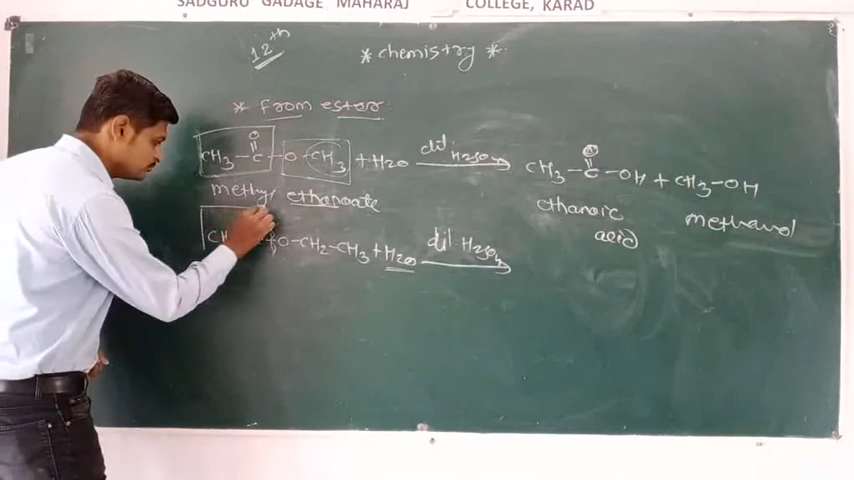 SADGURU GADAGE MAHARAJ COLLEGE, KARAD
12th
* chemistry *
* From ester:
CH3-C-O-CH3 + H2O dil H2SO4 CH3-C-OH + CH3-OH
O O
methyl ethanoate ethanoic acid methanol
O-CH2-CH3 + H2O dil. H2SO4